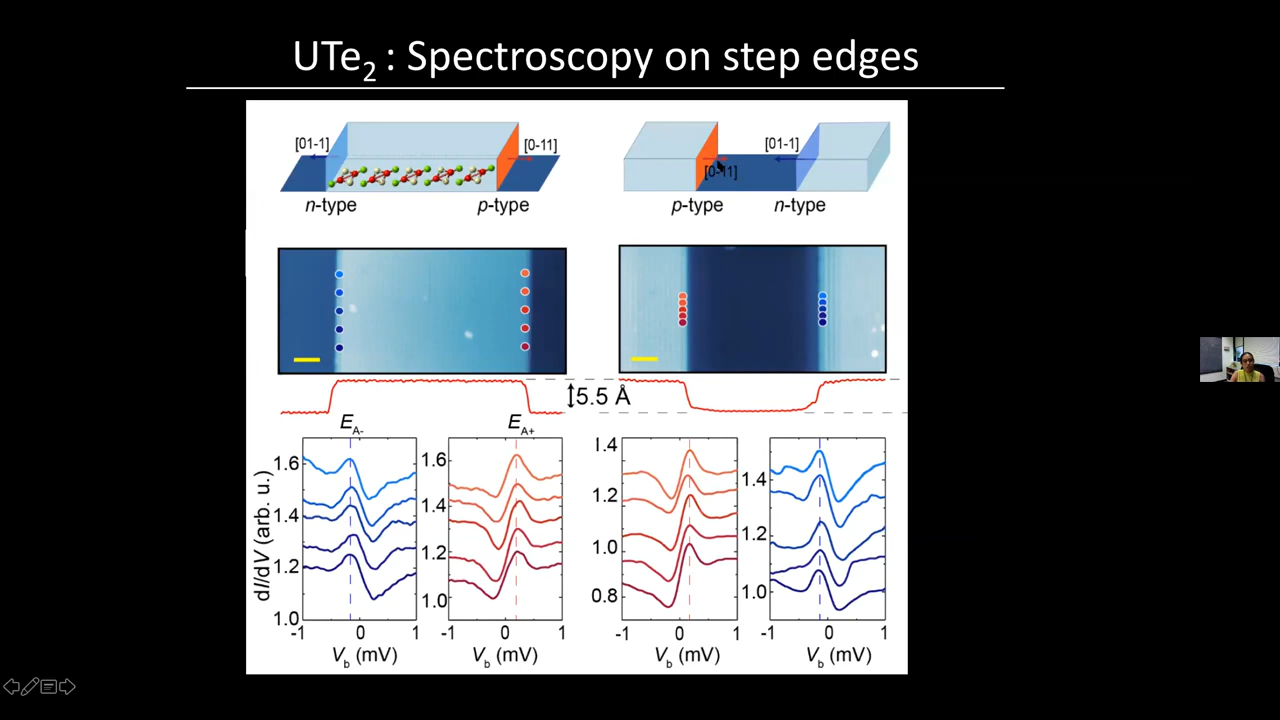 UTe2 : Spectroscopy on step edges
[01-1] [0-11] [0-11] [01-1]
n-type p-type p-type n-type
5.5 Å
EA- EA+
dI/dV (arb. u.)
1.6
1.4
1.2
1.0
-1 0 1
Vb (mV)
1.6
1.4
1.2
1.0
-1 0 1
Vb (mV)
1.4
1.2
1.0
0.8
-1 0 1
Vb (mV)
1.4
1.2
1.0
-1 0 1
Vb (mV)